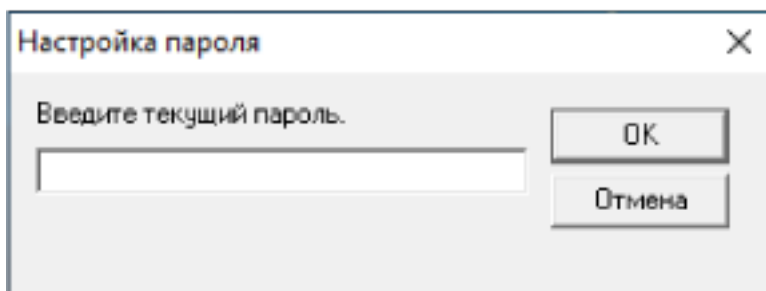 Настройка пароля
Введите текущий пароль.
OK
Отмена